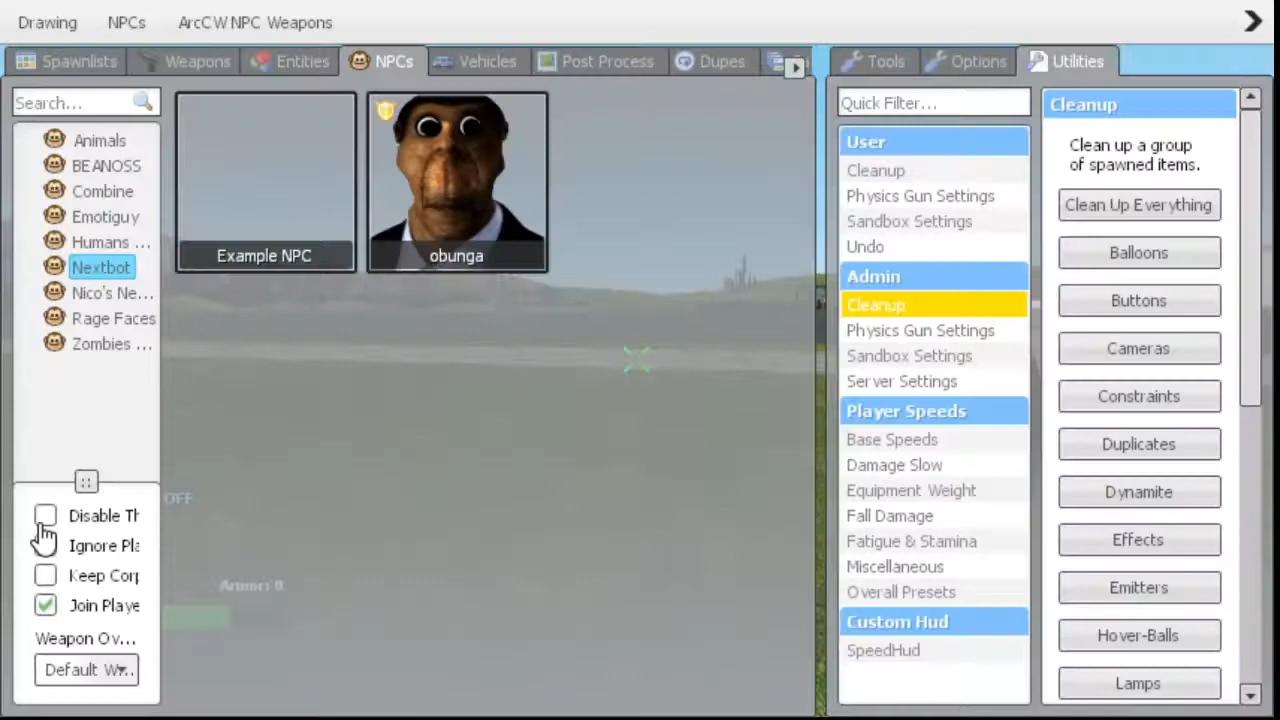 Drawing NPCs ArcCW NPC Weapons
Spawnlists Weapons Entities NPCs Vehicles Post Process Dupes
Tools Options Utilities
Search...
Animals
BEANOSS
Combine
Emotiguy
Humans ...
Nextbot
Nico's Ne...
Rage Faces
Zombies ...
Example NPC
obunga
OFF
Armor: 0
Disable Th
Ignore Pla
Keep Corp
Join Playe
Weapon Ov...
Default W...
Quick Filter...
User
Cleanup
Physics Gun Settings
Sandbox Settings
Undo
Admin
Cleanup
Physics Gun Settings
Sandbox Settings
Server Settings
Player Speeds
Base Speeds
Damage Slow
Equipment Weight
Fall Damage
Fatigue & Stamina
Miscellaneous
Overall Presets
Custom Hud
SpeedHud
Cleanup
Clean up a group
of spawned items.
Clean Up Everything
Balloons
Buttons
Cameras
Constraints
Duplicates
Dynamite
Effects
Emitters
Hover-Balls
Lamps